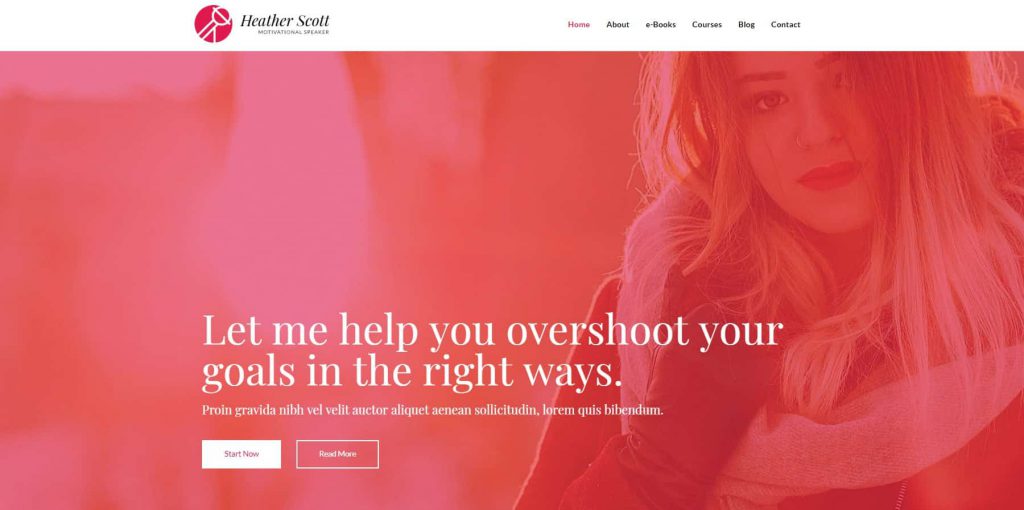 Heather Scott
MOTIVATIONAL SPEAKER
Home About e-Books Courses Blog Contact
Let me help you overshoot your
goals in the right ways.
Proin gravida nibh vel velit auctor aliquet aenean sollicitudin, lorem quis bibendum.
Start Now Read More